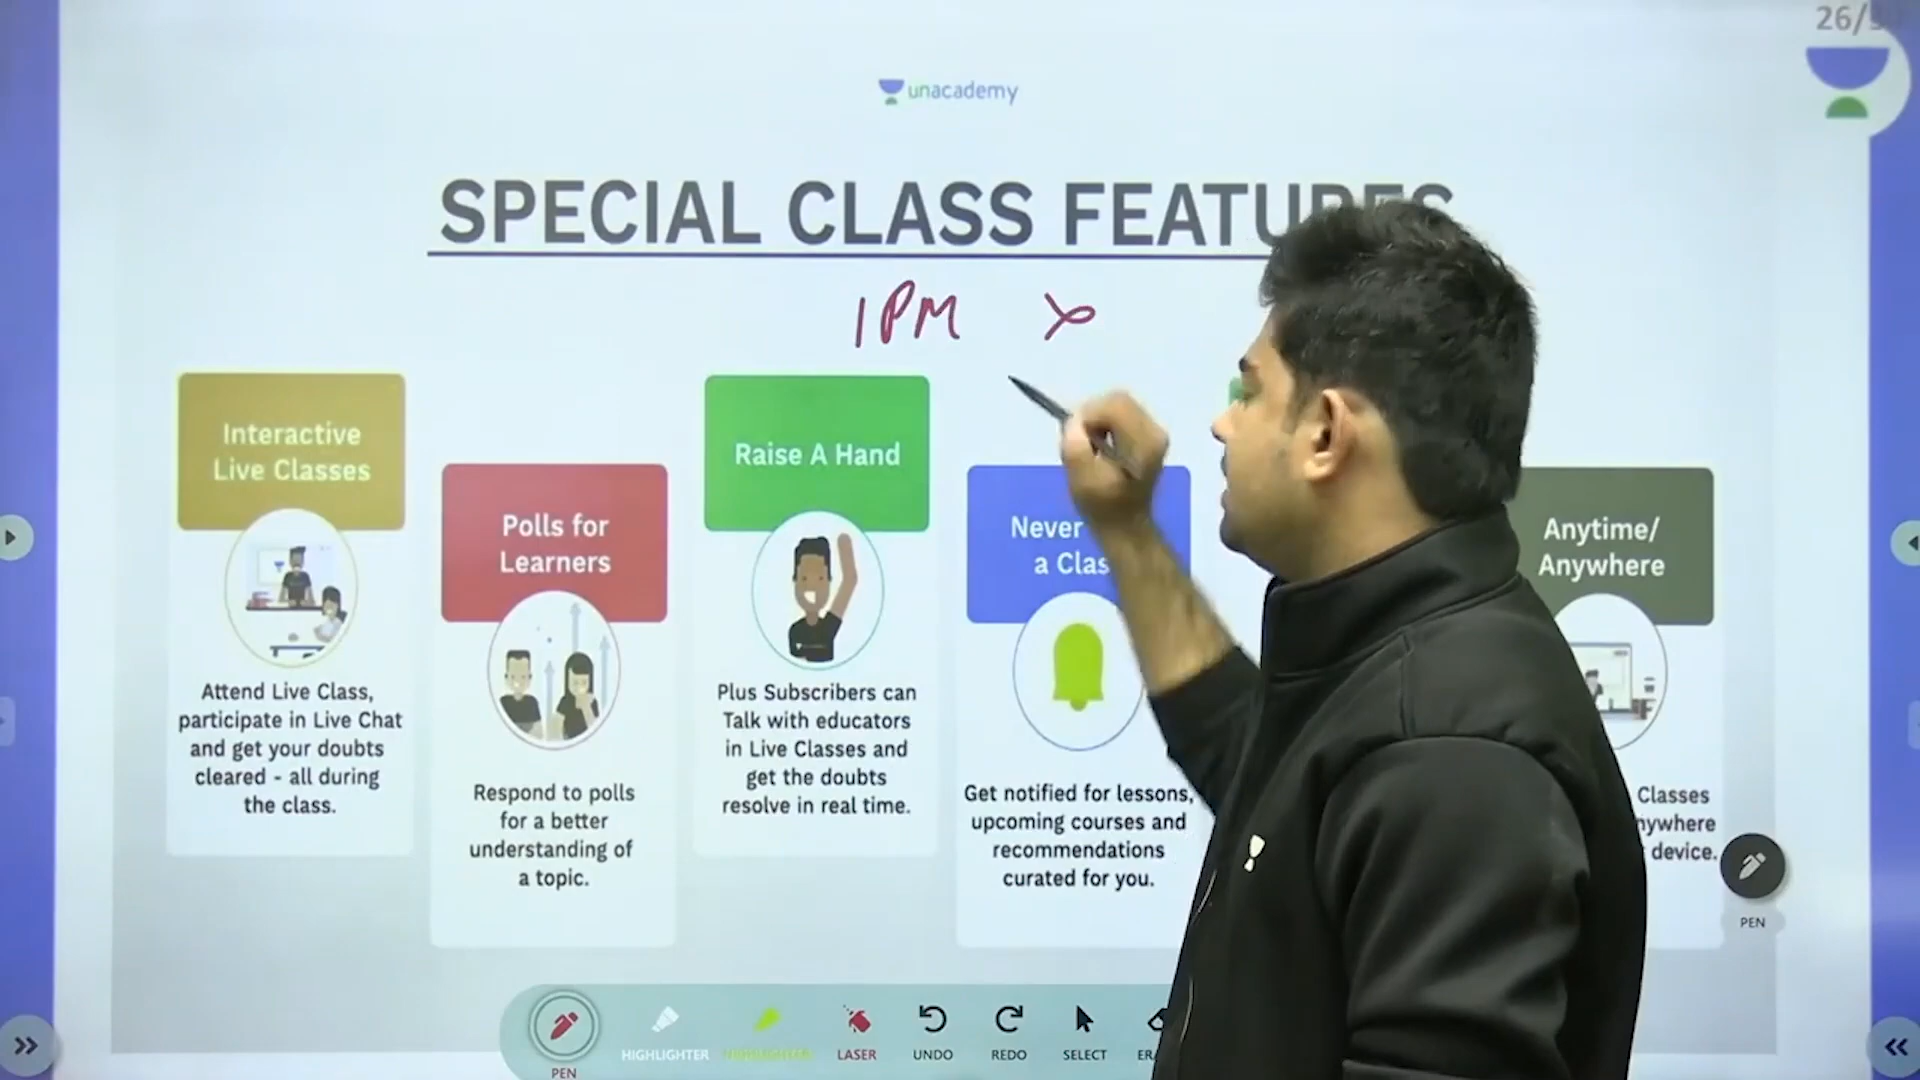 26/
unacademy
SPECIAL CLASS FEATURES
1PM
Interactive
Live Classes
Attend Live Class,
participate in Live Chat
and get your doubts
cleared - all during
the class.
Polls for
Learners
Respond to polls
for a better
understanding of
a topic.
Raise A Hand
Plus Subscribers can
Talk with educators
in Live Classes and
get the doubts
resolve in real time.
Never
a Clas
Get notified for lessons,
upcoming courses and
recommendations
curated for you.
Anytime/
Anywhere
Classes
nywhere
device.
PEN
PEN
HIGHLIGHTER
HIGHLIGHTER
LASER
UNDO
REDO
SELECT
ER